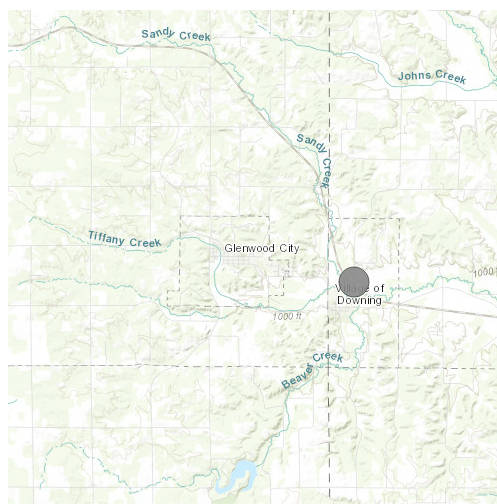 Sandy Creek
Johns Creek
Sandy Creek
Tiffany Creek
Glenwood City
1000
Village of
Downing
1000 ft
Beaver Creek